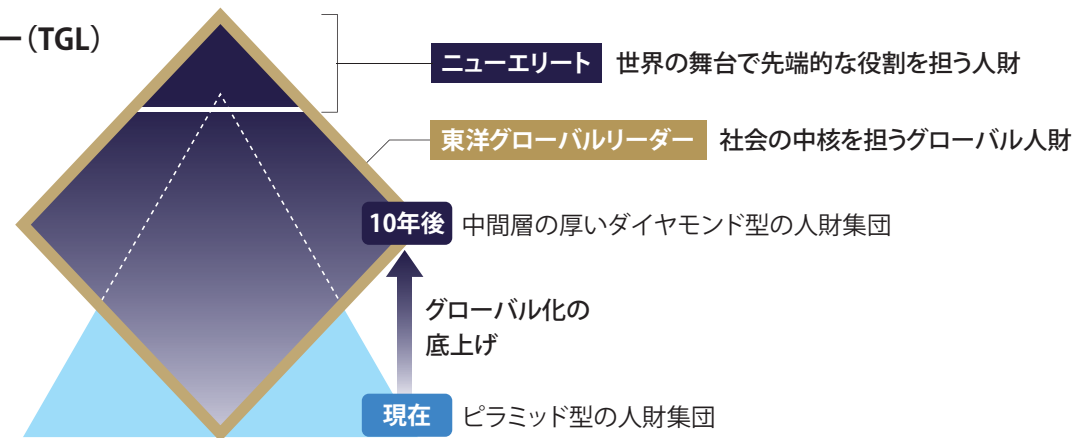 ー（TGL）
ニューエリート 世界の舞台で先端的な役割を担う人財
東洋グローバルリーダー 社会の中核を担うグローバル人財
10年後 中間層の厚いダイヤモンド型の人財集団
グローバル化の
底上げ
現在 ピラミッド型の人財集団